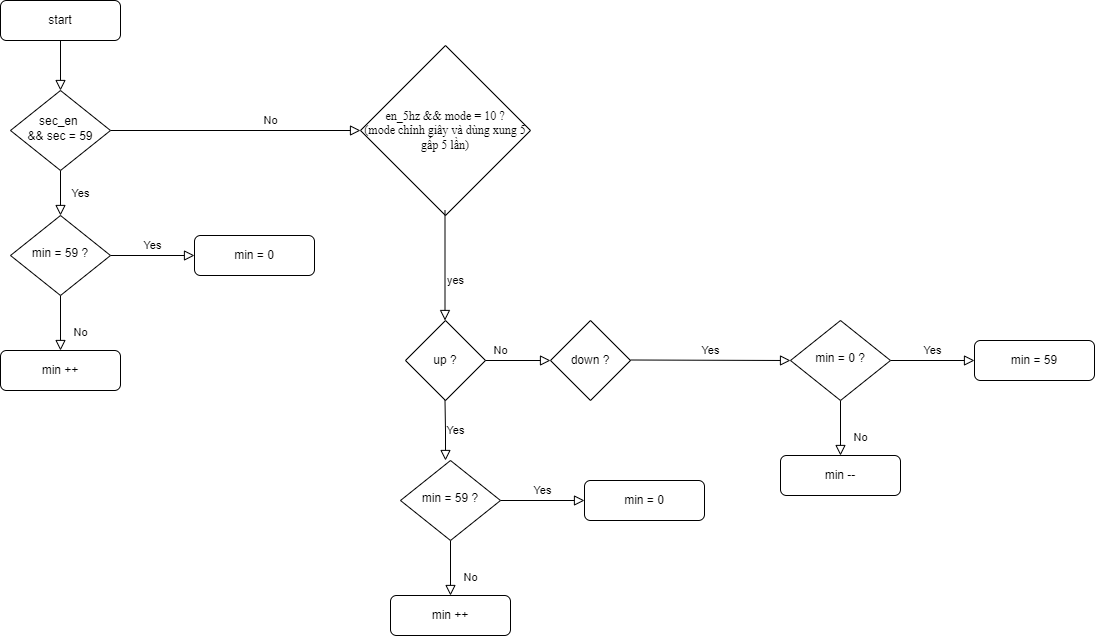 start
sec_en
&& sec = 59
No
en_5hz && mode = 10 ?
(mode chỉnh giây và dùng xung 5
gấp 5 lần)
Yes
min = 59 ?
Yes
min = 0
No
min ++
yes
up ?
No
down ?
Yes
min = 0 ?
Yes
min = 59
No
min --
Yes
min = 59 ?
Yes
min = 0
No
min ++